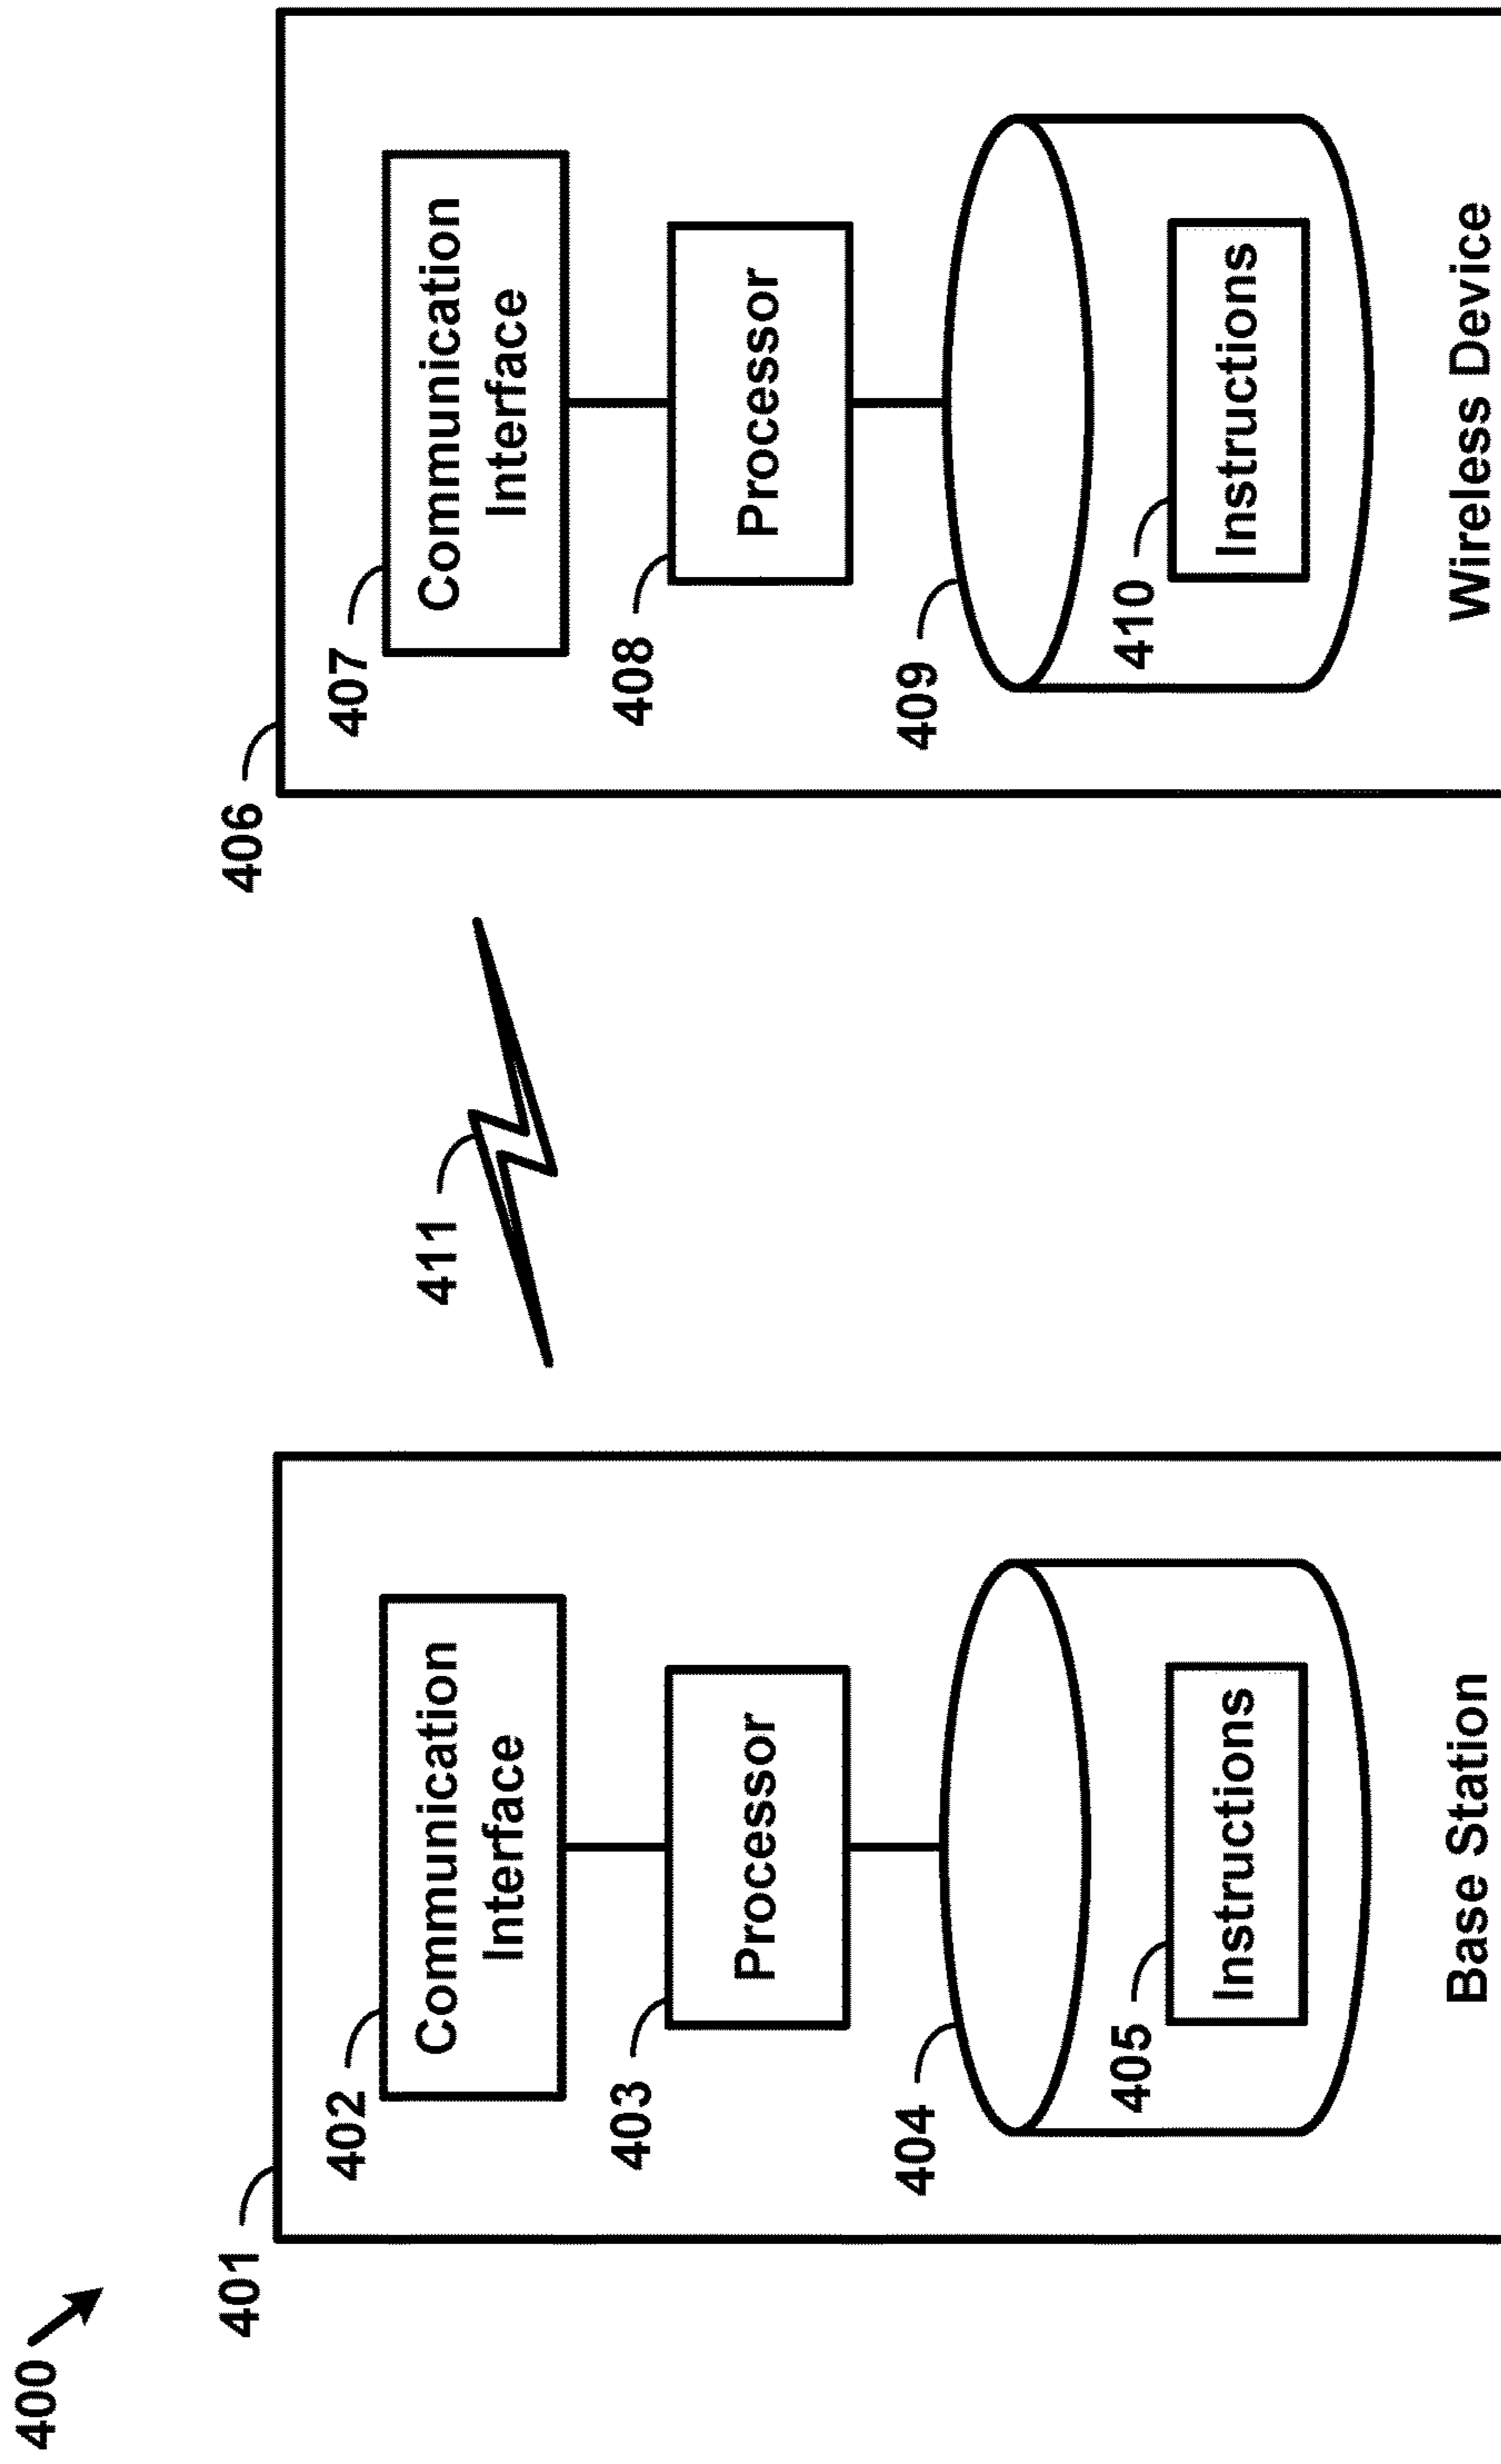 400
401
402
Communication
Interface
403
Processor
404
405
Instructions
Base Station
411
406
407
Communication
Interface
408
Processor
409
410
Instructions
Wireless Device